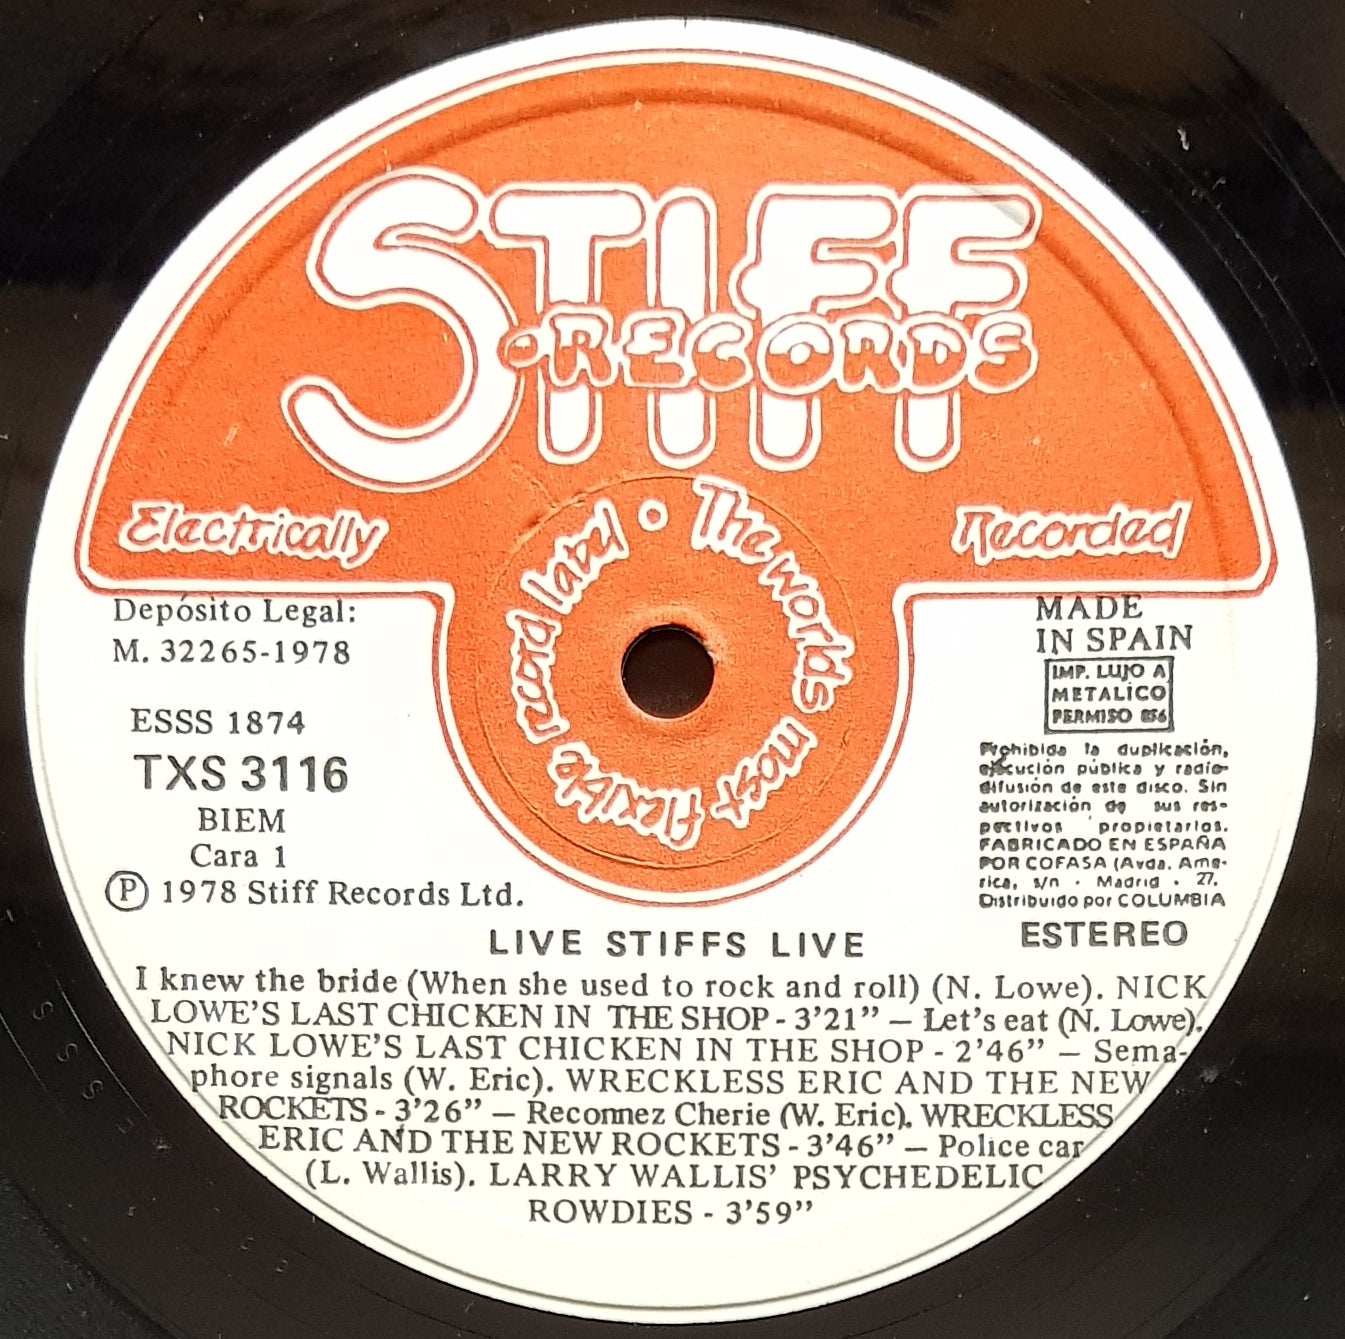 STIFF
·RECORDS
Electrically
Recorded
The worlds most flexible record label •
Depósito Legal:
M. 32265-1978
ESSS 1874
TXS 3116
BIEM
Cara 1
Ⓟ 1978 Stiff Records Ltd.
MADE
IN SPAIN
IMP. LUJO A
METALICO
PERMISO 856
Prohibida la duplicación,
ejecución pública y radio-
difusión de este disco. Sin
autorización de sus res-
pectivos propietarios.
FABRICADO EN ESPAÑA
POR COFASA (Avda. Amé-
rica, s/n - Madrid - 27.
Distribuido por COLUMBIA
ESTEREO
LIVE STIFFS LIVE
I knew the bride (When she used to rock and roll) (N. Lowe). NICK
LOWE'S LAST CHICKEN IN THE SHOP - 3'21" — Let's eat (N. Lowe).
NICK LOWE'S LAST CHICKEN IN THE SHOP - 2'46" — Sema-
phore signals (W. Eric). WRECKLESS ERIC AND THE NEW
ROCKETS - 3'26" — Reconnez Cherie (W. Eric). WRECKLESS
ERIC AND THE NEW ROCKETS - 3'46" — Police car
(L. Wallis). LARRY WALLIS' PSYCHEDELIC
ROWDIES - 3'59"